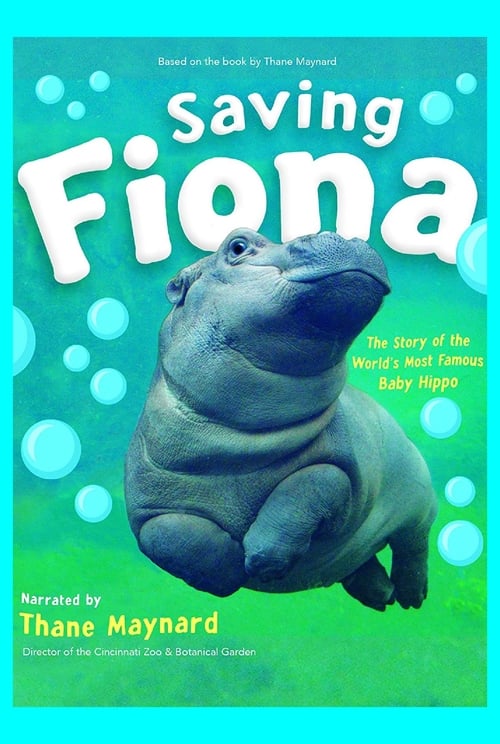 Based on the book by Thane Maynard
Saving
Fiona
The Story of the
World's Most Famous
Baby Hippo
Narrated by
Thane Maynard
Director of the Cincinnati Zoo & Botanical Garden